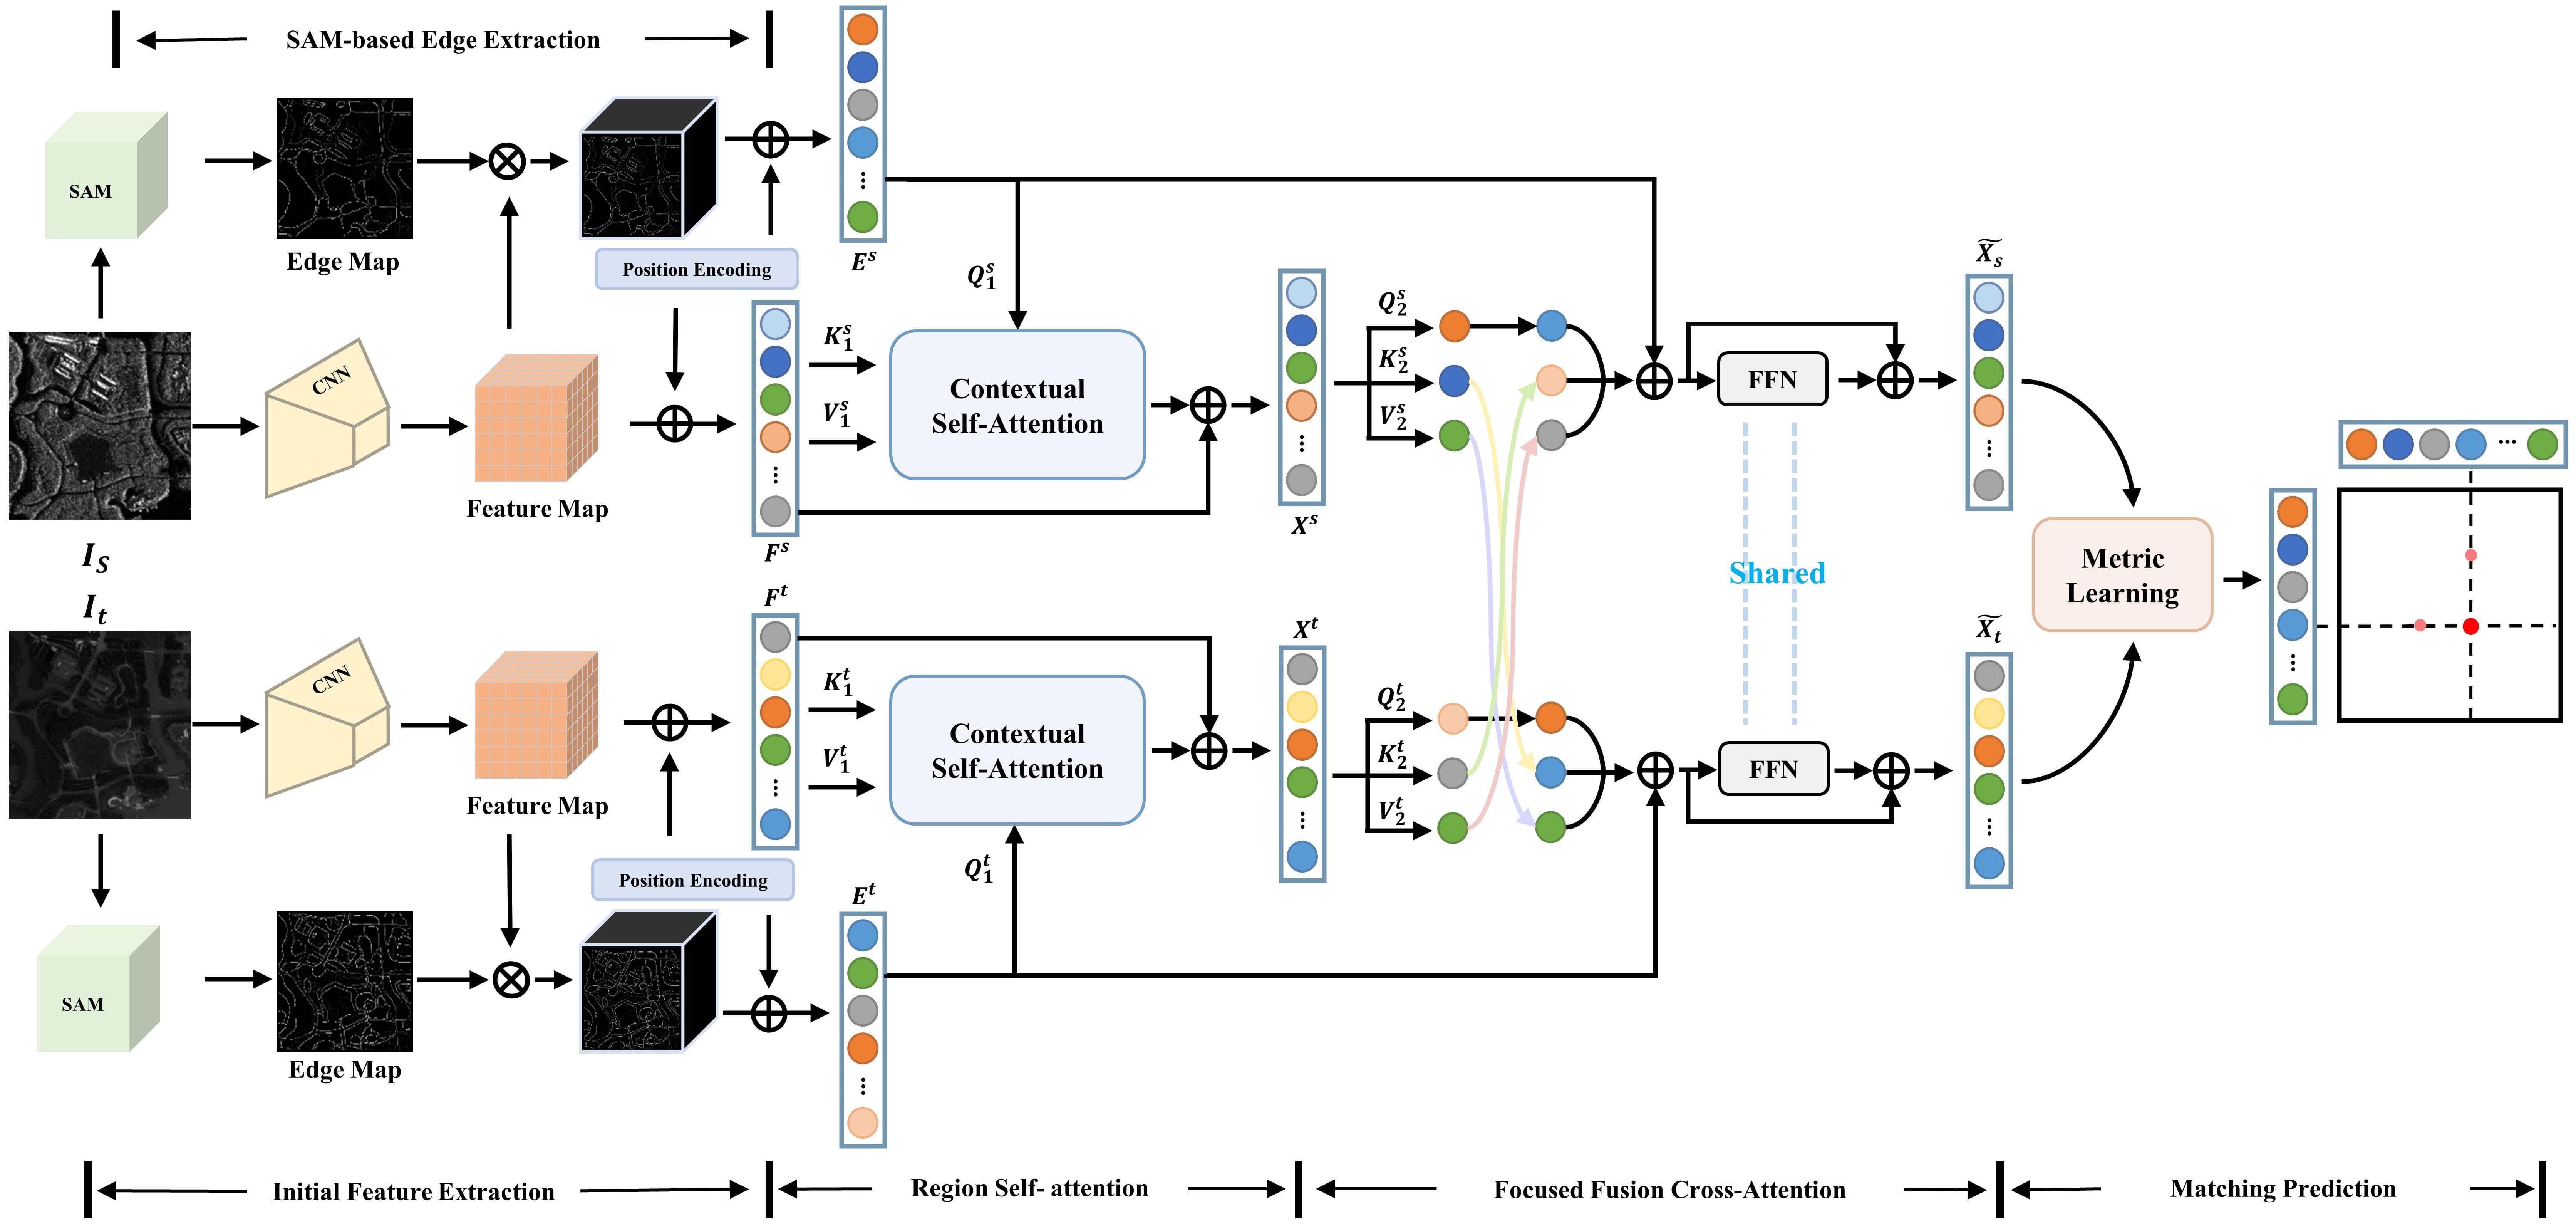 SAM-based Edge Extraction
SAM
Edge Map
Position Encoding
E^s
Q_1^s
CNN
Feature Map
K_1^s
V_1^s
Contextual
Self-Attention
F^s
X^s
Q_2^s
K_2^s
V_2^s
FFN
\widetilde{X_s}
I_S
I_t
Shared
Metric
Learning
F^t
CNN
Feature Map
K_1^t
V_1^t
Contextual
Self-Attention
X^t
Q_2^t
K_2^t
V_2^t
FFN
\widetilde{X_t}
Position Encoding
Q_1^t
E^t
SAM
Edge Map
Initial Feature Extraction
Region Self- attention
Focused Fusion Cross-Attention
Matching Prediction